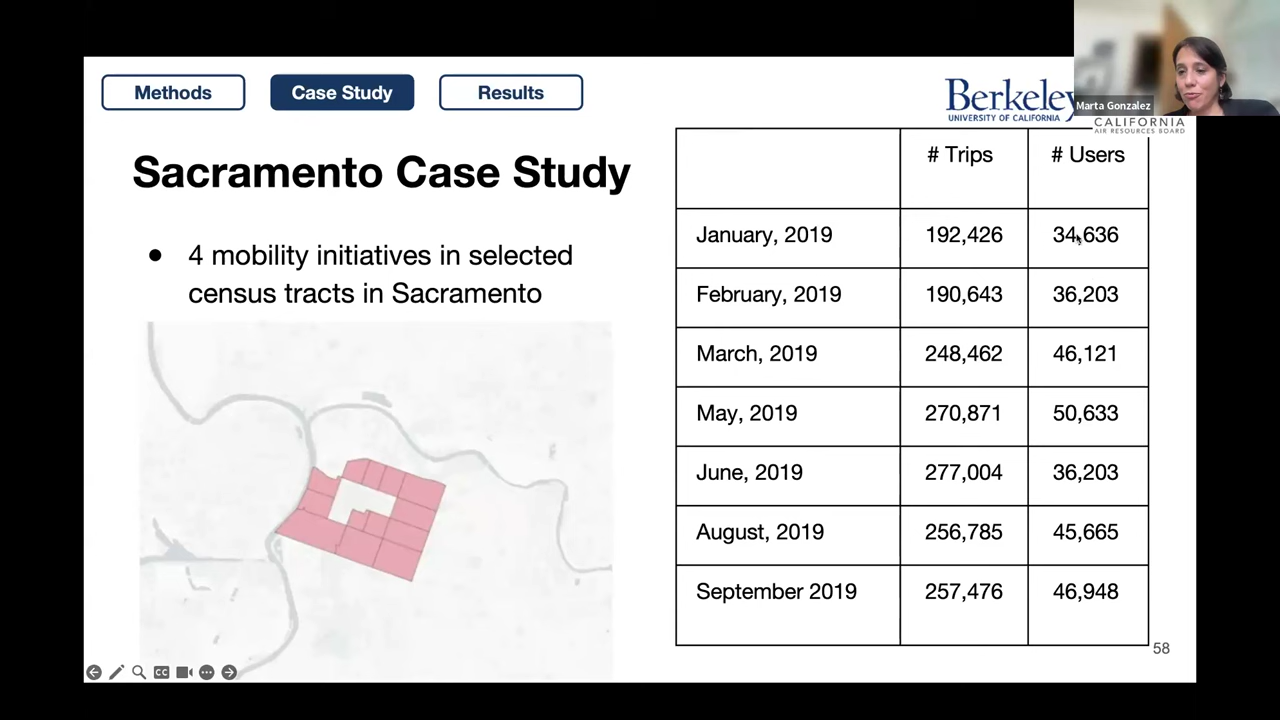 Methods
Case Study
Results
Berkeley
UNIVERSITY OF CALIFORNIA
CALIFORNIA
AIR RESOURCES BOARD
Marta Gonzalez
Sacramento Case Study
● 4 mobility initiatives in selected
census tracts in Sacramento
# Trips # Users
January, 2019 192,426 34,636
February, 2019 190,643 36,203
March, 2019 248,462 46,121
May, 2019 270,871 50,633
June, 2019 277,004 36,203
August, 2019 256,785 45,665
September 2019 257,476 46,948
58
CC